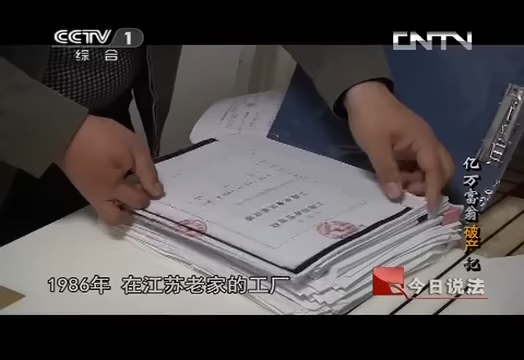 CCTV 1
综合
CNTV
亿万富翁破产记
1986年 在江苏老家的工厂
今日说法